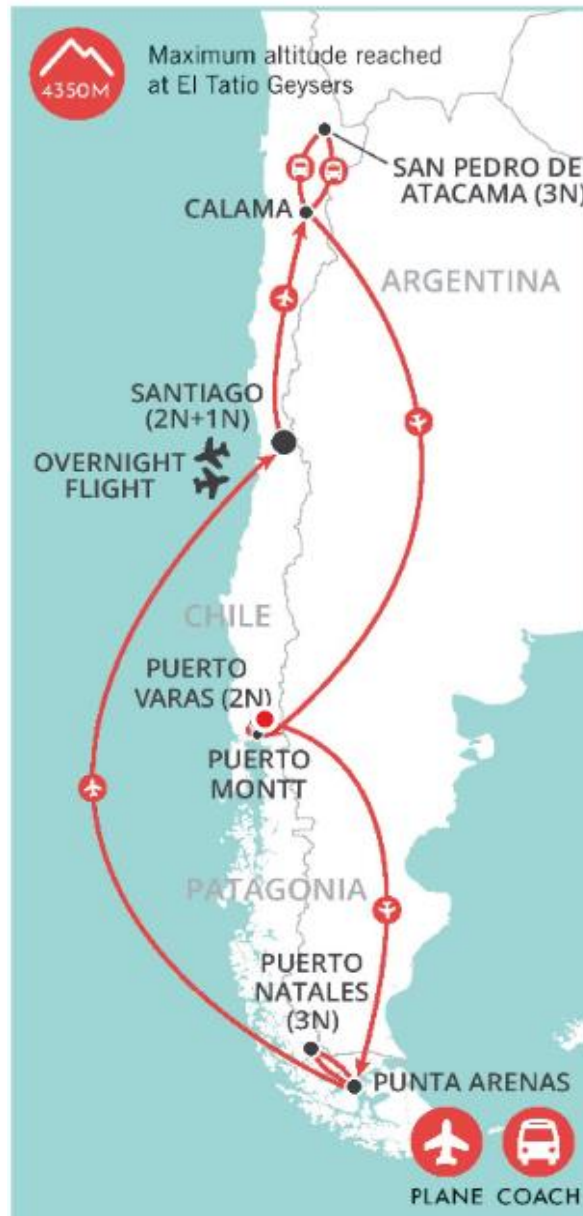 4350M
Maximum altitude reached
at El Tatio Geysers
SAN PEDRO DE
ATACAMA (3N)
CALAMA
ARGENTINA
SANTIAGO
(2N+1N)
OVERNIGHT
FLIGHT
CHILE
PUERTO
VARAS (2N)
PUERTO
MONTT
PATAGONIA
PUERTO
NATALES
(3N)
PUNTA ARENAS
PLANE COACH